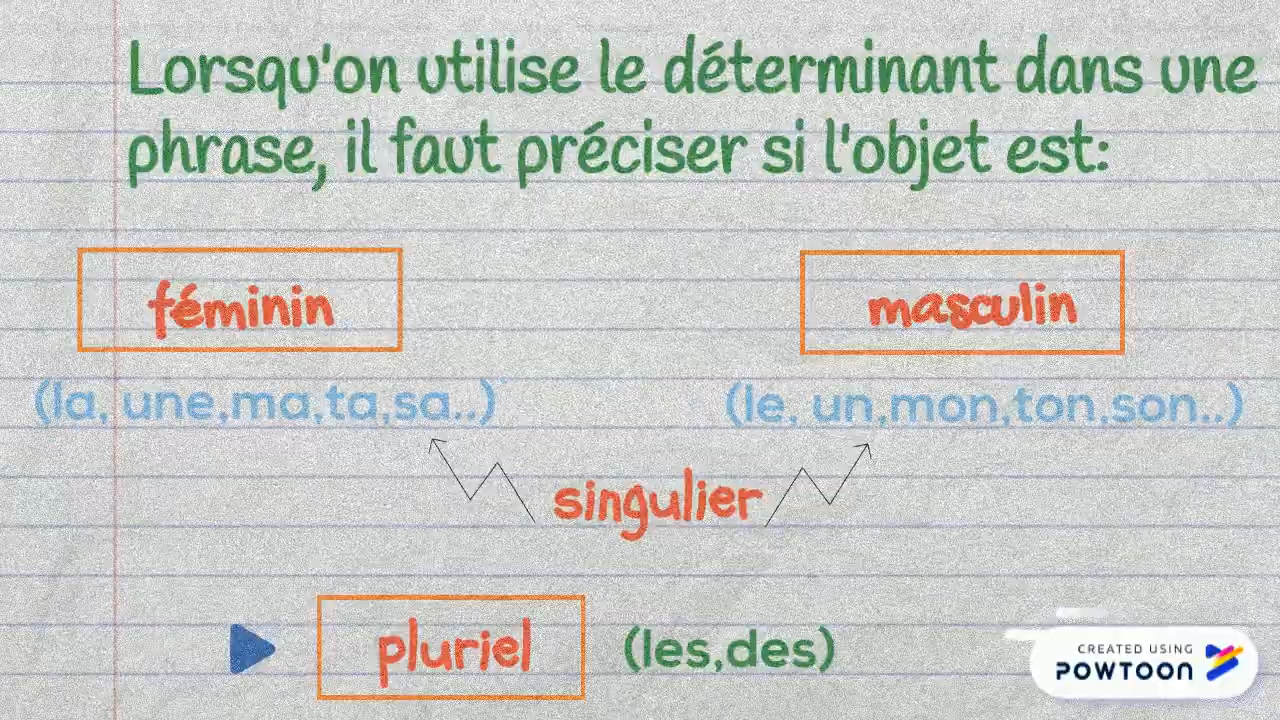 Lorsqu'on utilise le déterminant dans une
phrase, il faut préciser si l'objet est:
féminin
masculin
(la, une,ma,ta,sa..)
(le, un,mon,ton,son..)
singulier
pluriel
(les,des)
CREATED USING
POWTOON